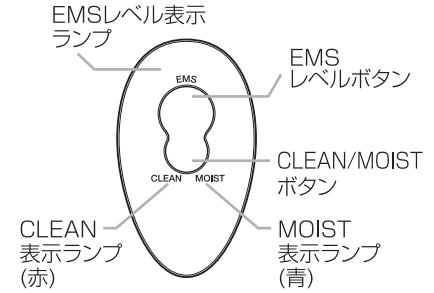 EMSレベル表示
ランプ
EMS
レベルボタン
EMS
CLEAN/MOIST
ボタン
CLEAN MOIST
CLEAN
表示ランプ
(赤)
MOIST
表示ランプ
(青)